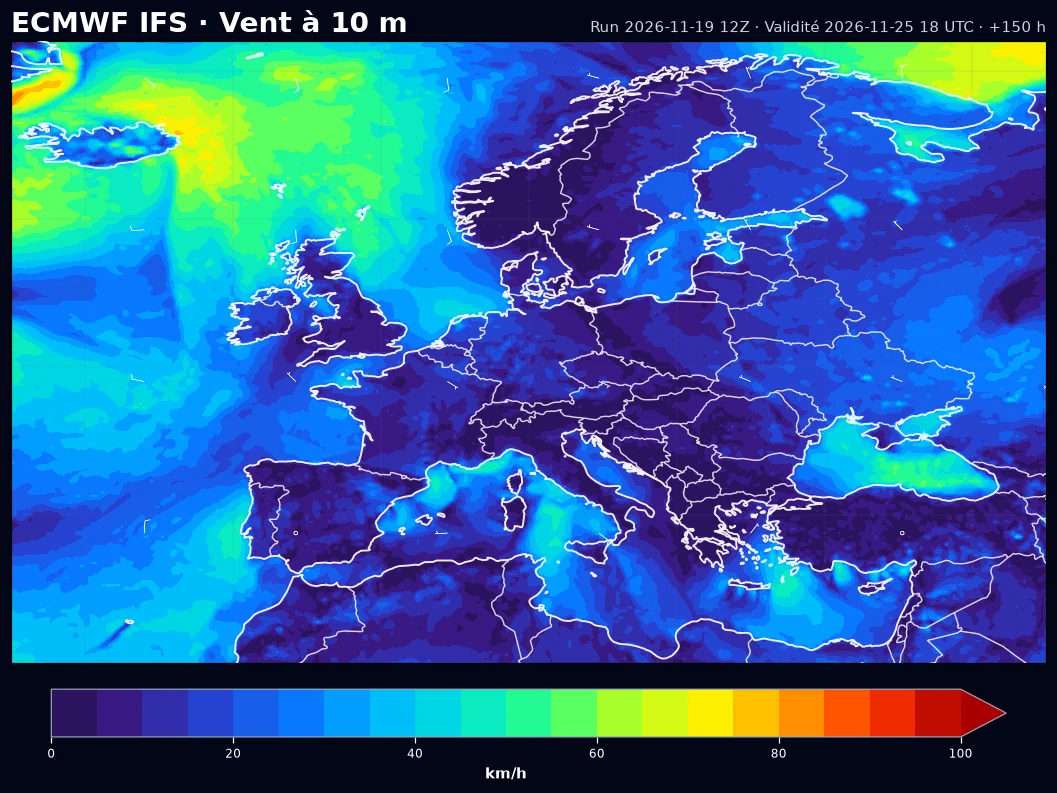 ECMWF IFS · Vent à 10 m
Run 2026-11-19 12Z · Validité 2026-11-25 18 UTC · +150 h
0 20 40 60 80 100
km/h